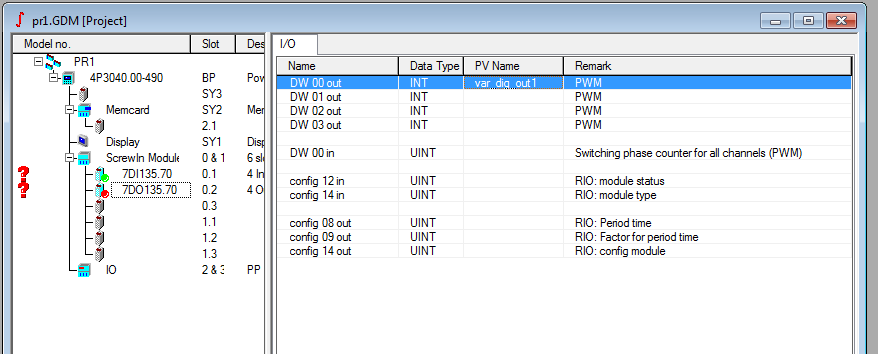 pr1.GDM [Project]
Model no. Slot Des
PR1
4P3040.00-490 BP Pow
SY3
Memcard SY2 Mer
2.1
Display SY1 Disp
ScrewIn Module 0 & 1 6 sl
7DI135.70 0.1 4 In
7DO135.70 0.2 4 O
0.3
1.1
1.2
1.3
IO 2 & 3 PP
I/O
Name Data Type PV Name Remark
DW 00 out INT var_dig_out1 PWM
DW 01 out INT PWM
DW 02 out INT PWM
DW 03 out INT PWM
DW 00 in UINT Switching phase counter for all channels (PWM)
config 12 in UINT RIO: module status
config 14 in UINT RIO: module type
config 08 out UINT RIO: Period time
config 09 out UINT RIO: Factor for period time
config 14 out UINT RIO: config module